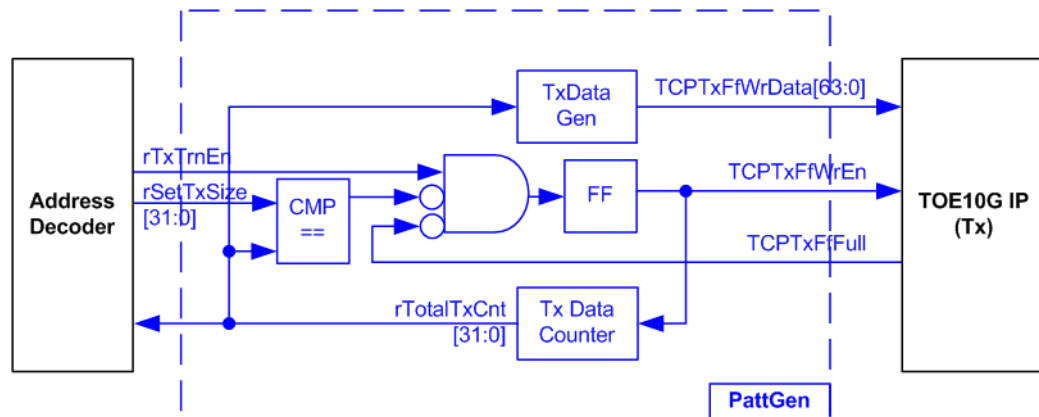 TxData
Gen
TCPTxFfWrData[63:0]
rTxTrnEn
rSetTxSize
[31:0]
CMP
==
FF
TCPTxFfWrEn
Address
Decoder
TOE10G IP
(Tx)
TCPTxFfFull
rTotalTxCnt
[31:0]
Tx Data
Counter
PattGen